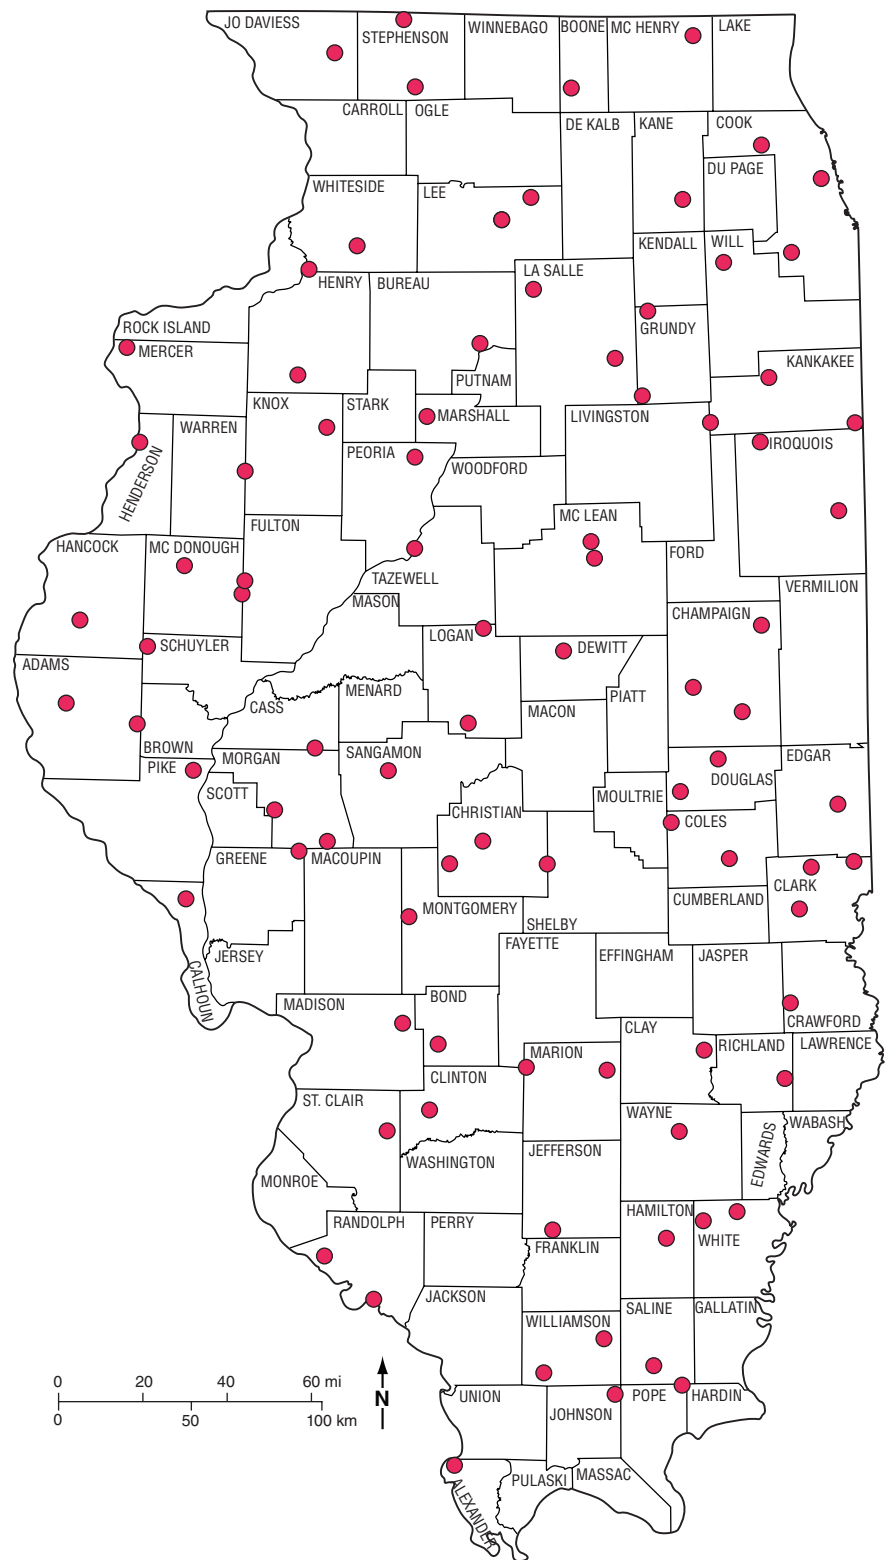 JO DAVIESS
STEPHENSON
WINNEBAGO
BOONE
MC HENRY
LAKE
CARROLL
OGLE
DE KALB
KANE
COOK
DU PAGE
WHITESIDE
LEE
KENDALL
WILL
LA SALLE
HENRY
BUREAU
ROCK ISLAND
GRUNDY
MERCER
KANKAKEE
PUTNAM
KNOX
STARK
MARSHALL
LIVINGSTON
WARREN
IROQUOIS
PEORIA
WOODFORD
HENDERSON
MC LEAN
FULTON
HANCOCK
MC DONOUGH
FORD
TAZEWELL
VERMILION
MASON
CHAMPAIGN
LOGAN
SCHUYLER
DEWITT
ADAMS
MENARD
PIATT
CASS
MACON
BROWN
MORGAN
SANGAMON
EDGAR
PIKE
DOUGLAS
SCOTT
MOULTRIE
CHRISTIAN
COLES
GREENE
MACOUPIN
CLARK
CUMBERLAND
MONTGOMERY
SHELBY
FAYETTE
JERSEY
EFFINGHAM
JASPER
CALHOUN
MADISON
BOND
CRAWFORD
CLAY
RICHLAND
LAWRENCE
MARION
CLINTON
ST. CLAIR
WAYNE
WABASH
EDWARDS
JEFFERSON
WASHINGTON
MONROE
HAMILTON
RANDOLPH
PERRY
WHITE
FRANKLIN
JACKSON
SALINE
GALLATIN
WILLIAMSON
0 20 40 60 mi
0 50 100 km
N
UNION
POPE
HARDIN
JOHNSON
MASSAC
PULASKI
ALEXANDER